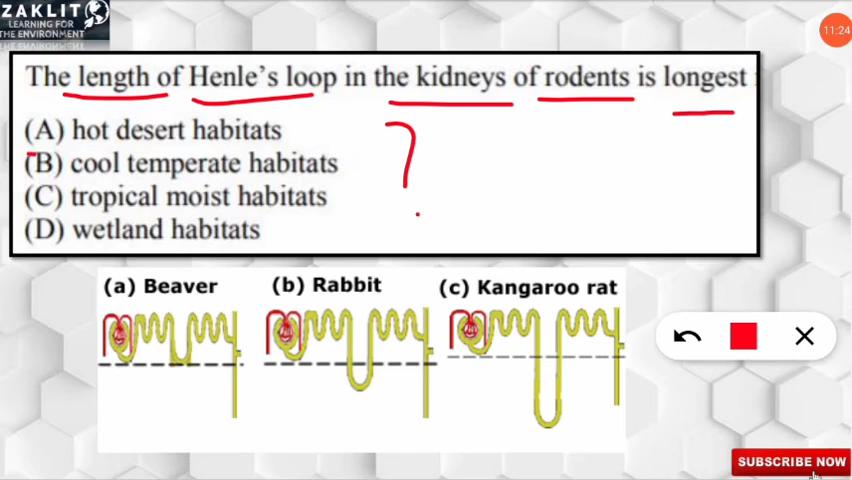 ZAKLIT
LEARNING FOR
THE ENVIRONMENT
11:24
The length of Henle's loop in the kidneys of rodents is longest
(A) hot desert habitats
(B) cool temperate habitats
(C) tropical moist habitats
(D) wetland habitats
?
(a) Beaver
(b) Rabbit
(c) Kangaroo rat
SUBSCRIBE NOW